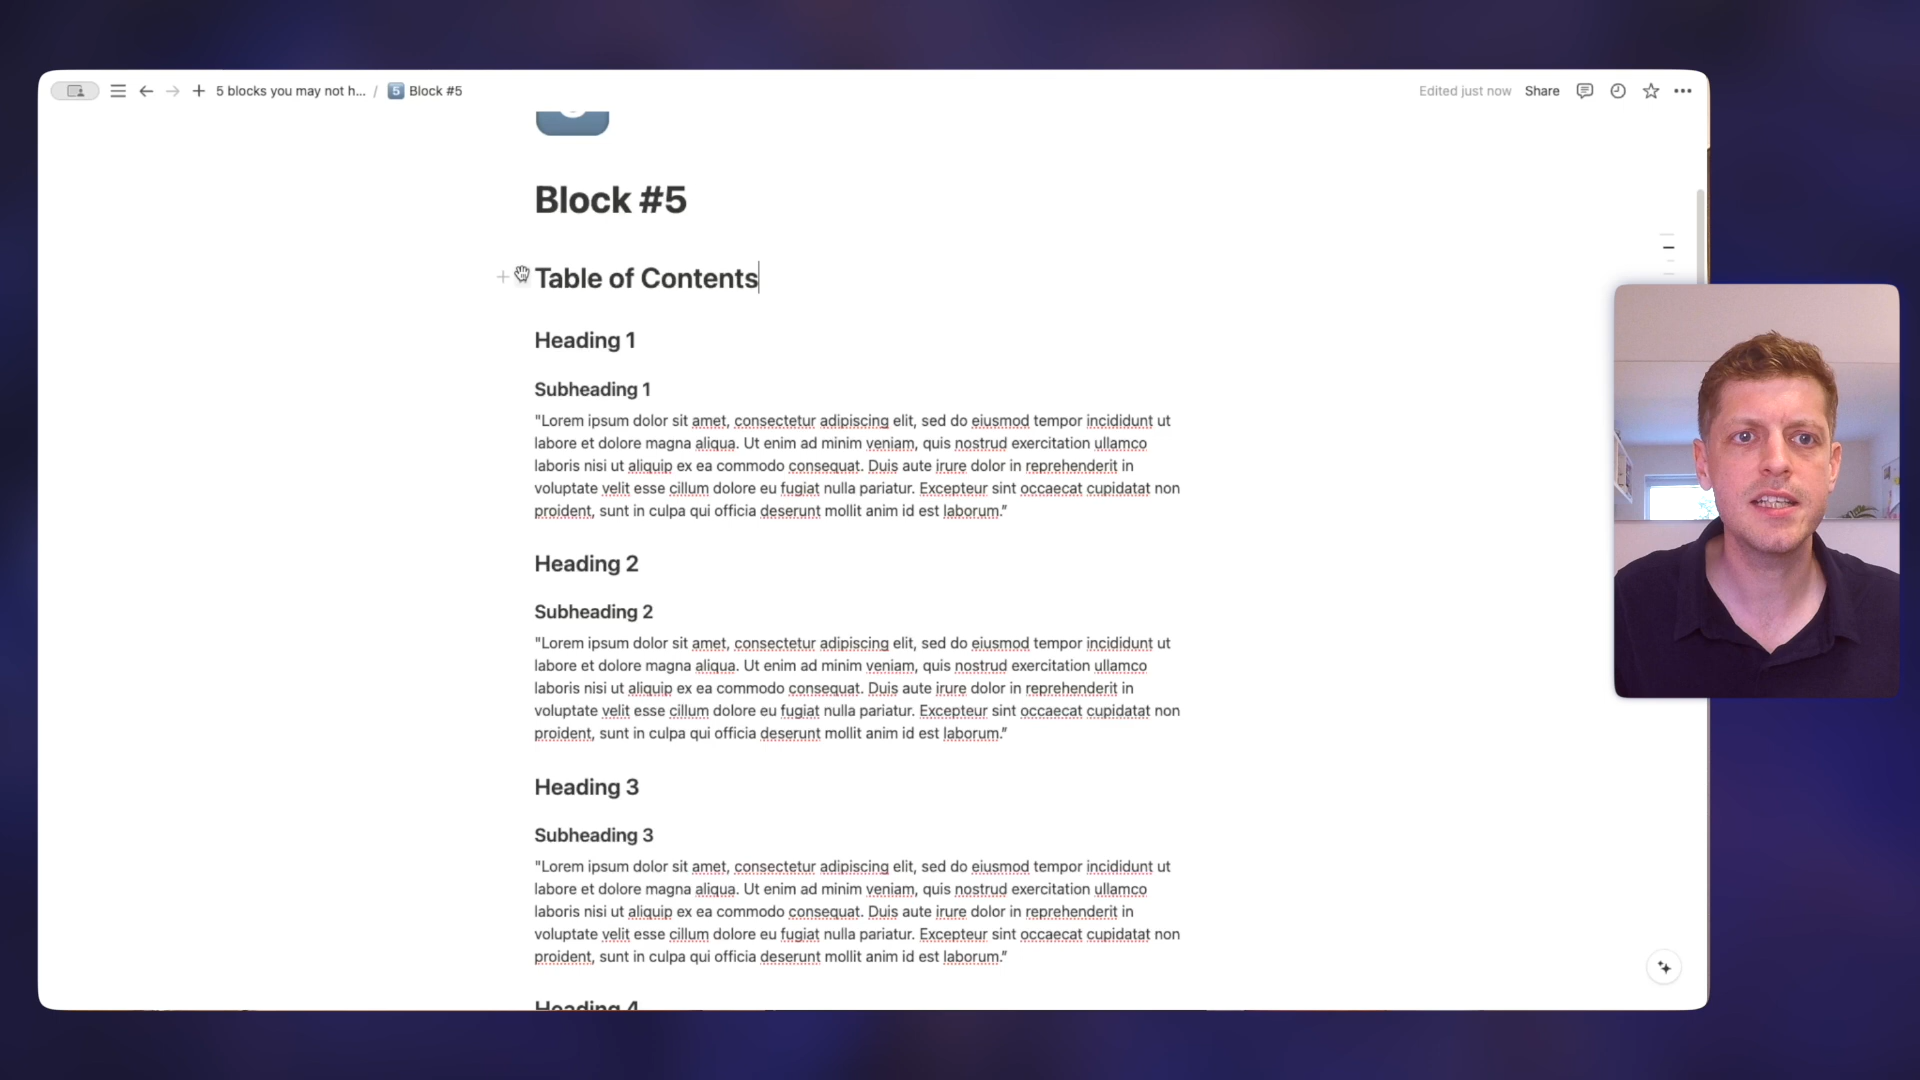 5 blocks you may not h... / 5 Block #5
Edited just now Share
Block #5
Table of Contents
Heading 1
Subheading 1
"Lorem ipsum dolor sit amet, consectetur adipiscing elit, sed do eiusmod tempor incididunt ut
labore et dolore magna aliqua. Ut enim ad minim veniam, quis nostrud exercitation ullamco
laboris nisi ut aliquip ex ea commodo consequat. Duis aute irure dolor in reprehenderit in
voluptate velit esse cillum dolore eu fugiat nulla pariatur. Excepteur sint occaecat cupidatat non
proident, sunt in culpa qui officia deserunt mollit anim id est laborum."
Heading 2
Subheading 2
"Lorem ipsum dolor sit amet, consectetur adipiscing elit, sed do eiusmod tempor incididunt ut
labore et dolore magna aliqua. Ut enim ad minim veniam, quis nostrud exercitation ullamco
laboris nisi ut aliquip ex ea commodo consequat. Duis aute irure dolor in reprehenderit in
voluptate velit esse cillum dolore eu fugiat nulla pariatur. Excepteur sint occaecat cupidatat non
proident, sunt in culpa qui officia deserunt mollit anim id est laborum."
Heading 3
Subheading 3
"Lorem ipsum dolor sit amet, consectetur adipiscing elit, sed do eiusmod tempor incididunt ut
labore et dolore magna aliqua. Ut enim ad minim veniam, quis nostrud exercitation ullamco
laboris nisi ut aliquip ex ea commodo consequat. Duis aute irure dolor in reprehenderit in
voluptate velit esse cillum dolore eu fugiat nulla pariatur. Excepteur sint occaecat cupidatat non
proident, sunt in culpa qui officia deserunt mollit anim id est laborum."
Heading 4